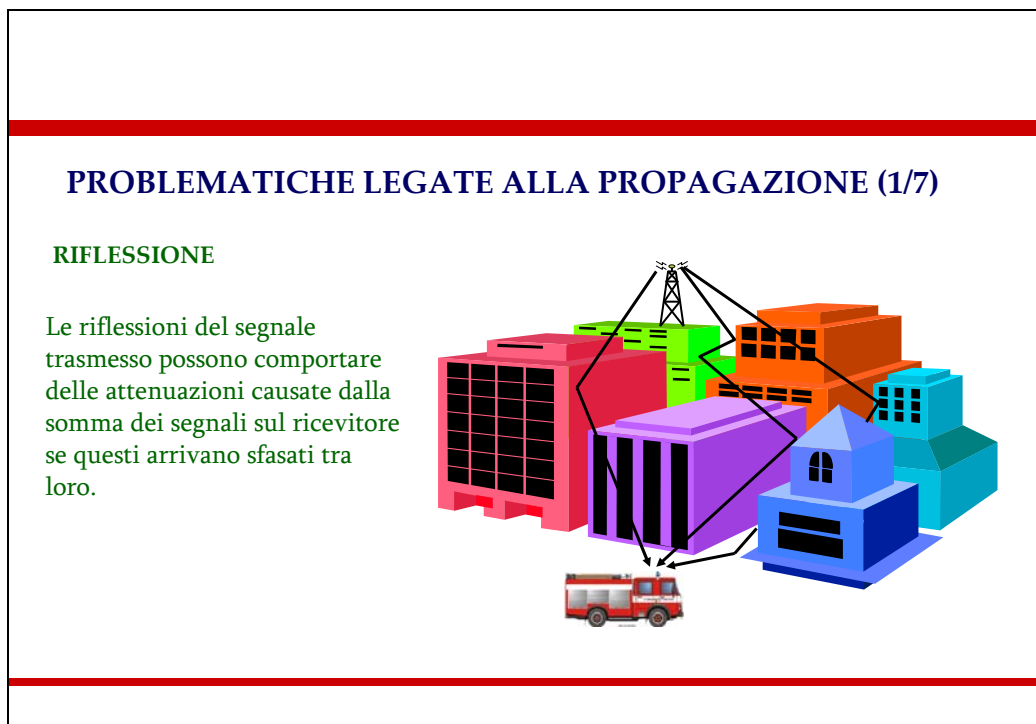 PROBLEMATICHE LEGATE ALLA PROPAGAZIONE (1/7)
RIFLESSIONE
Le riflessioni del segnale
trasmesso possono comportare
delle attenuazioni causate dalla
somma dei segnali sul ricevitore
se questi arrivano sfasati tra
loro.